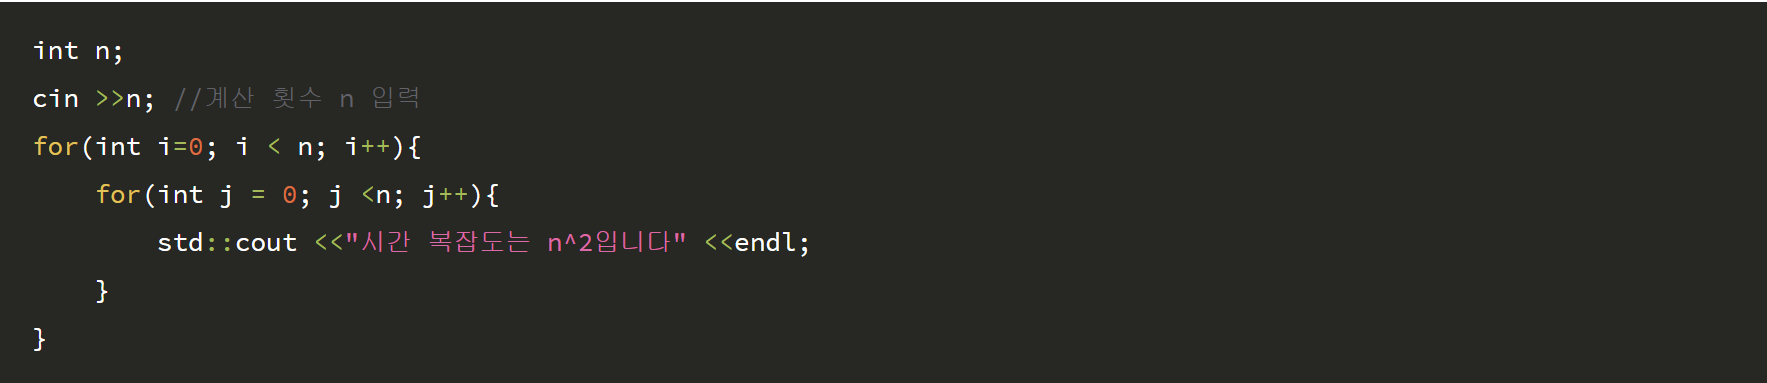 int n;
cin >>n; //계산 횟수 n 입력
for(int i=0; i < n; i++){
    for(int j = 0; j <n; j++){
        std::cout <<"시간 복잡도는 n^2입니다" <<endl;
    }
}